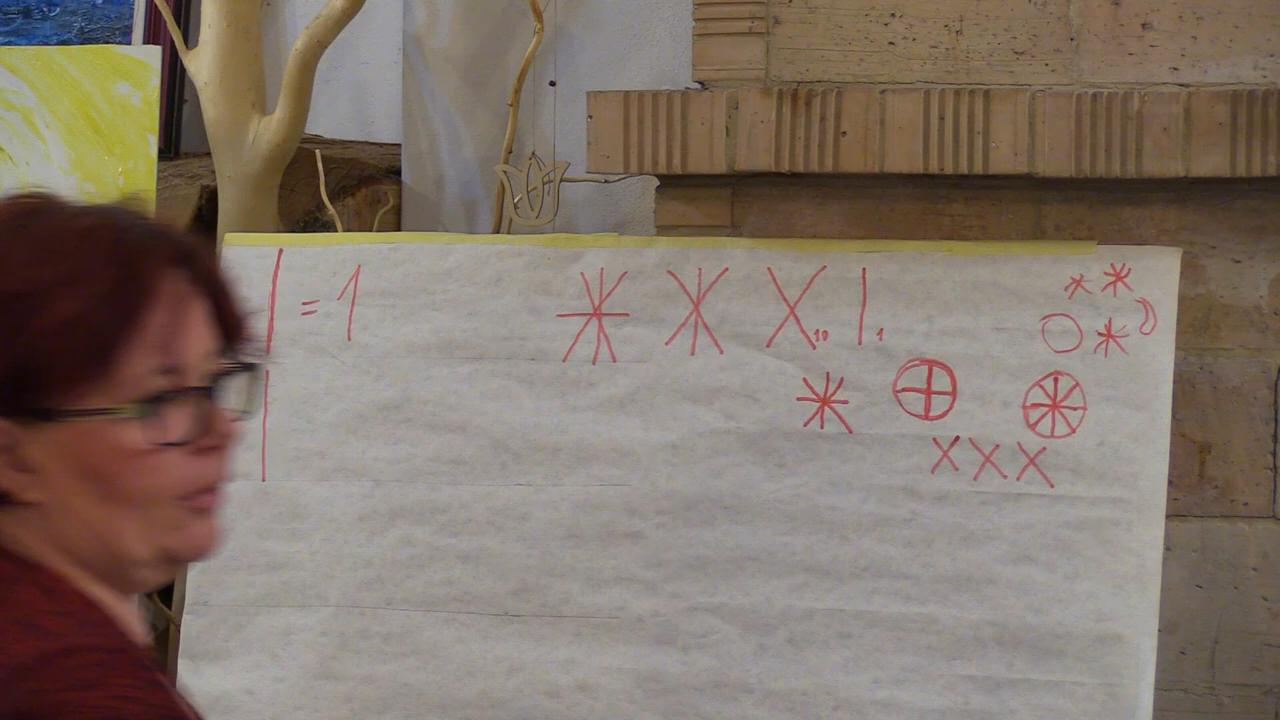 | = 1 * X X₁₀ |₁
|
X X X